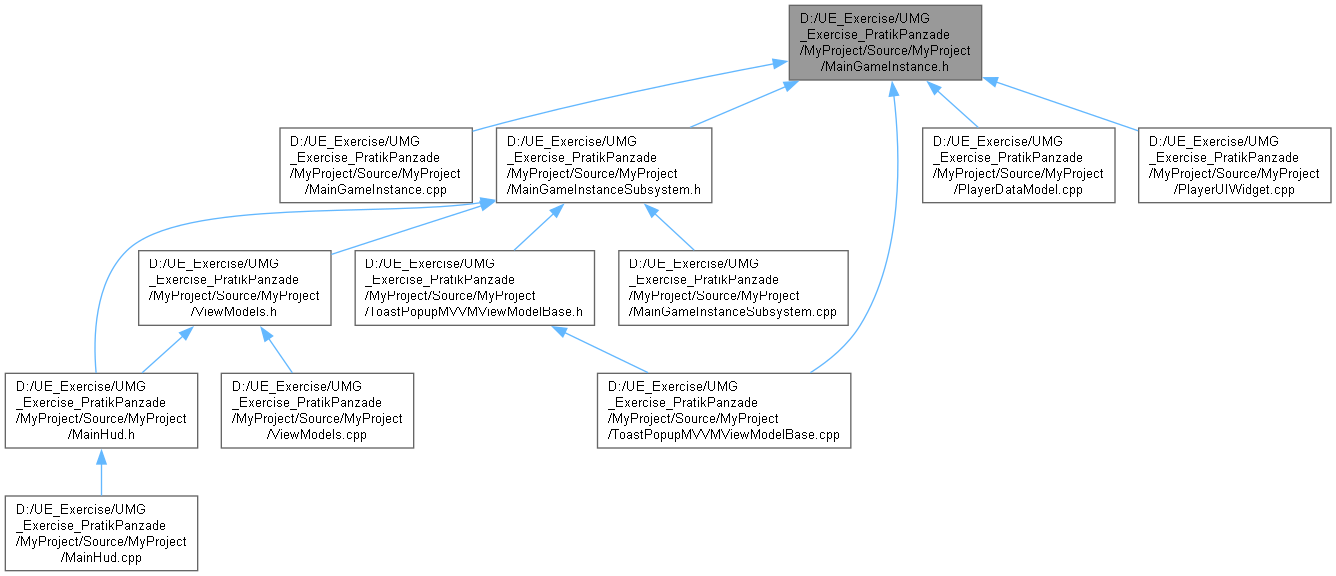 D:/UE_Exercise/UMG
_Exercise_PratikPanzade
/MyProject/Source/MyProject
/MainGameInstance.h
D:/UE_Exercise/UMG
_Exercise_PratikPanzade
/MyProject/Source/MyProject
/MainGameInstance.cpp
D:/UE_Exercise/UMG
_Exercise_PratikPanzade
/MyProject/Source/MyProject
/MainGameInstanceSubsystem.h
D:/UE_Exercise/UMG
_Exercise_PratikPanzade
/MyProject/Source/MyProject
/PlayerDataModel.cpp
D:/UE_Exercise/UMG
_Exercise_PratikPanzade
/MyProject/Source/MyProject
/PlayerUIWidget.cpp
D:/UE_Exercise/UMG
_Exercise_PratikPanzade
/MyProject/Source/MyProject
/ViewModels.h
D:/UE_Exercise/UMG
_Exercise_PratikPanzade
/MyProject/Source/MyProject
/ToastPopupMVVMViewModelBase.h
D:/UE_Exercise/UMG
_Exercise_PratikPanzade
/MyProject/Source/MyProject
/MainGameInstanceSubsystem.cpp
D:/UE_Exercise/UMG
_Exercise_PratikPanzade
/MyProject/Source/MyProject
/MainHud.h
D:/UE_Exercise/UMG
_Exercise_PratikPanzade
/MyProject/Source/MyProject
/ViewModels.cpp
D:/UE_Exercise/UMG
_Exercise_PratikPanzade
/MyProject/Source/MyProject
/ToastPopupMVVMViewModelBase.cpp
D:/UE_Exercise/UMG
_Exercise_PratikPanzade
/MyProject/Source/MyProject
/MainHud.cpp